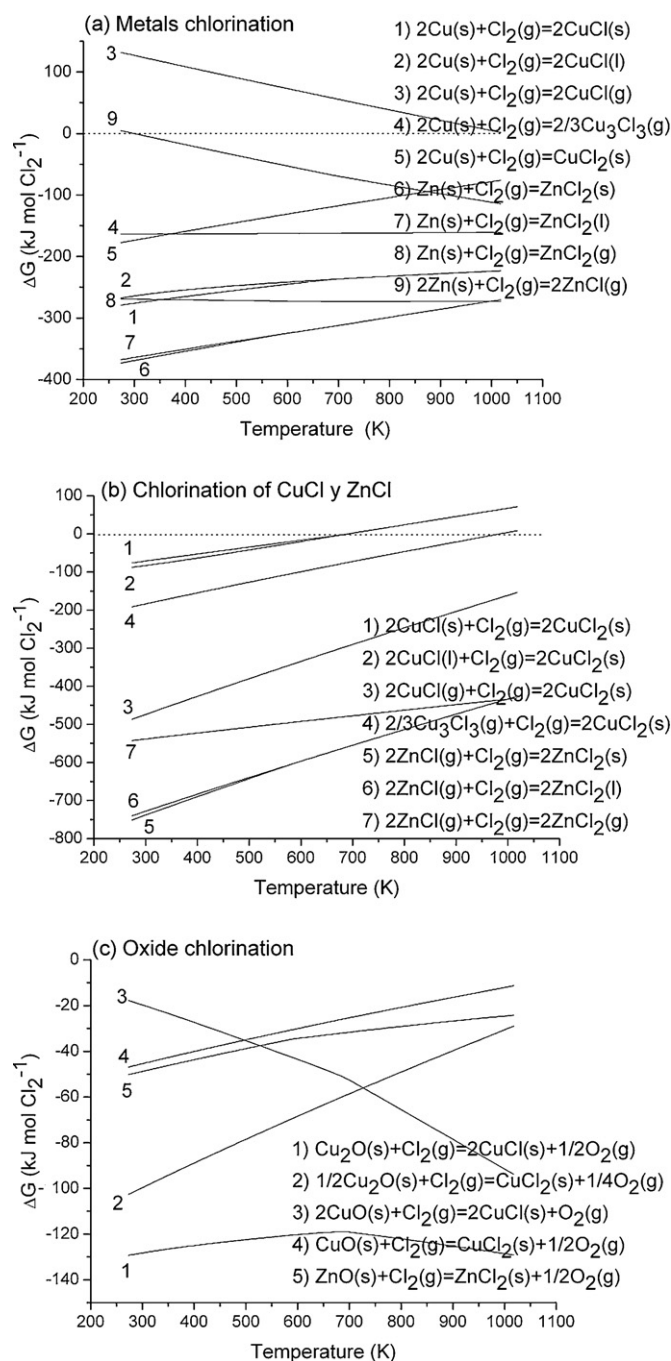 (a) Metals chlorination
1) 2Cu(s)+Cl₂(g)=2CuCl(s)
2) 2Cu(s)+Cl₂(g)=2CuCl(l)
3) 2Cu(s)+Cl₂(g)=2CuCl(g)
4) 2Cu(s)+Cl₂(g)=2/3Cu₃Cl₃(g)
5) 2Cu(s)+Cl₂(g)=CuCl₂(s)
6) Zn(s)+Cl₂(g)=ZnCl₂(s)
7) Zn(s)+Cl₂(g)=ZnCl₂(l)
8) Zn(s)+Cl₂(g)=ZnCl₂(g)
9) 2Zn(s)+Cl₂(g)=2ZnCl(g)
3
9
4
5
2
8
1
7
6
100
0
-100
-200
-300
-400
ΔG (kJ mol Cl₂⁻¹)
200 300 400 500 600 700 800 900 1000 1100
Temperature (K)
(b) Chlorination of CuCl y ZnCl
1) 2CuCl(s)+Cl₂(g)=2CuCl₂(s)
2) 2CuCl(l)+Cl₂(g)=2CuCl₂(s)
3) 2CuCl(g)+Cl₂(g)=2CuCl₂(s)
4) 2/3Cu₃Cl₃(g)+Cl₂(g)=2CuCl₂(s)
5) 2ZnCl(g)+Cl₂(g)=2ZnCl₂(s)
6) 2ZnCl(g)+Cl₂(g)=2ZnCl₂(l)
7) 2ZnCl(g)+Cl₂(g)=2ZnCl₂(g)
1
2
4
3
7
6
5
100
0
-100
-200
-300
-400
-500
-600
-700
-800
ΔG (kJ mol Cl₂⁻¹)
200 300 400 500 600 700 800 900 1000 1100
Temperature (K)
(c) Oxide chlorination
3
4
5
2
1
1) Cu₂O(s)+Cl₂(g)=2CuCl(s)+1/2O₂(g)
2) 1/2Cu₂O(s)+Cl₂(g)=CuCl₂(s)+1/4O₂(g)
3) 2CuO(s)+Cl₂(g)=2CuCl(s)+O₂(g)
4) CuO(s)+Cl₂(g)=CuCl₂(s)+1/2O₂(g)
5) ZnO(s)+Cl₂(g)=ZnCl₂(s)+1/2O₂(g)
0
-20
-40
-60
-80
-100
-120
-140
ΔG (kJ mol Cl₂⁻¹)
200 300 400 500 600 700 800 900 1000 1100
Temperature (K)